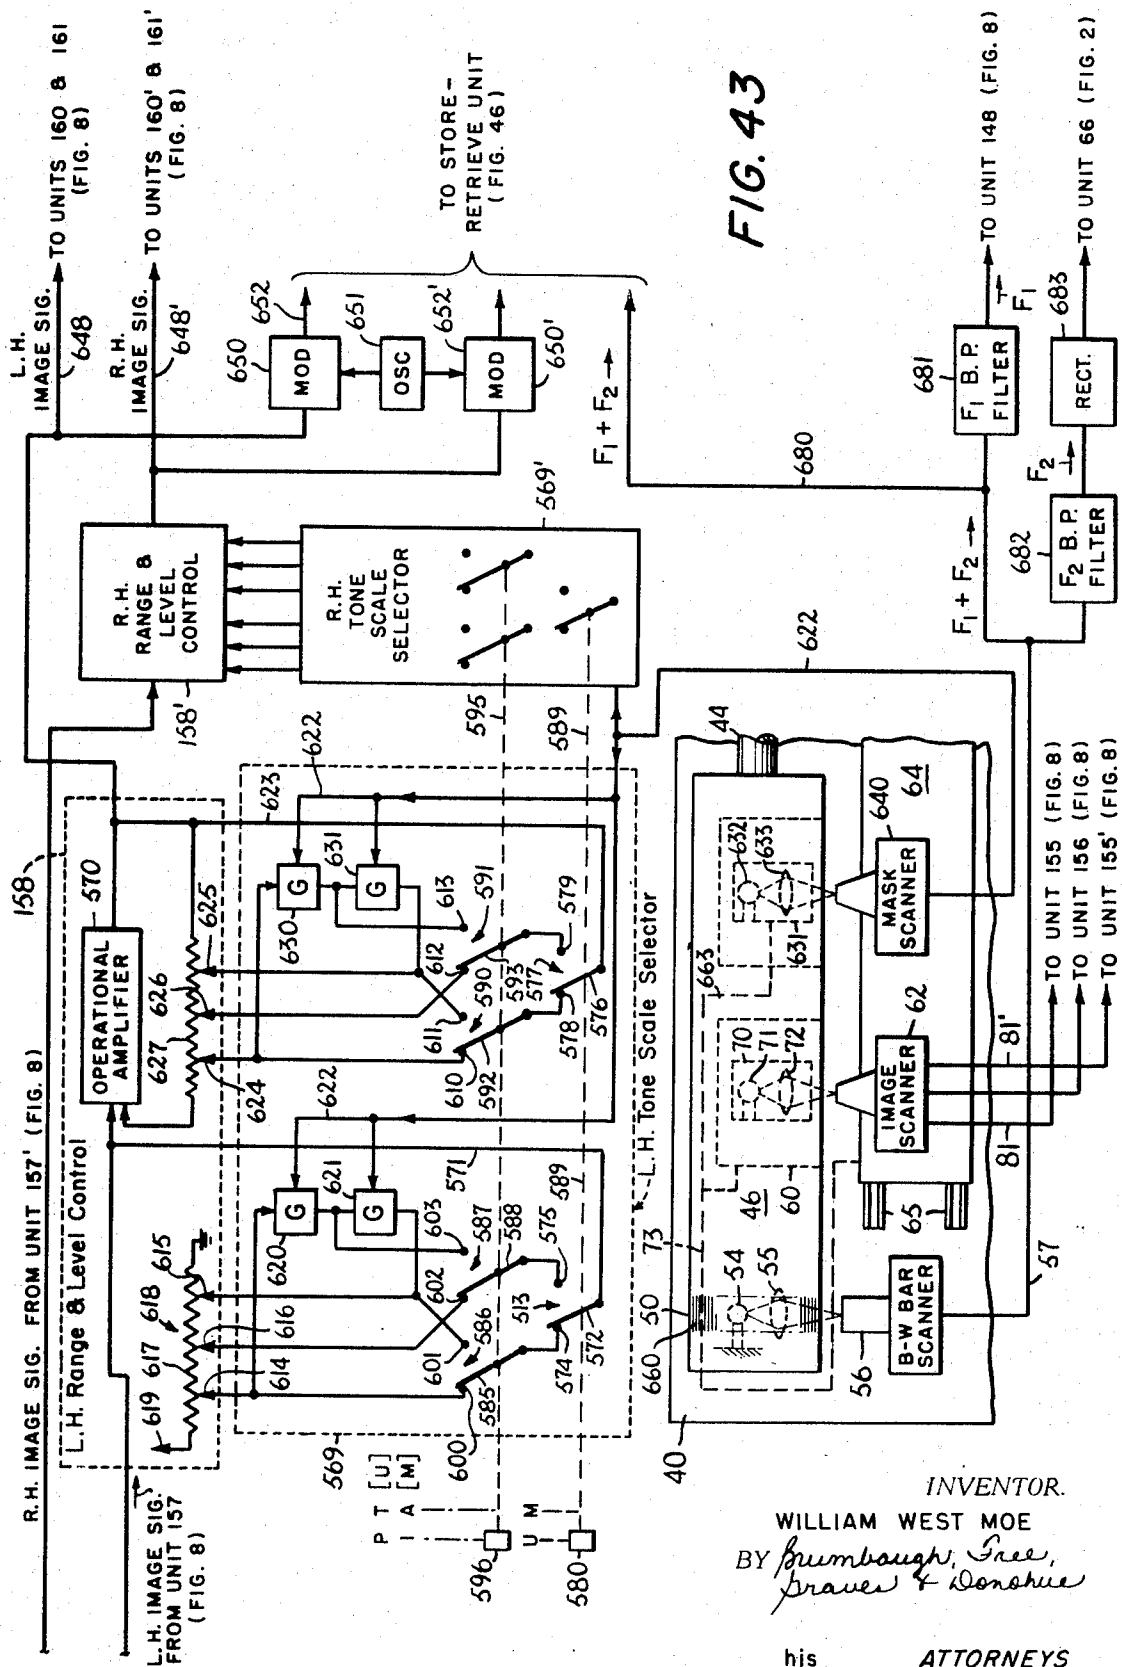 R.H. IMAGE SIG. FROM UNIT 157' (FIG. 8)
158
L.H. IMAGE SIG.
FROM UNIT 157
(FIG. 8)
L.H. Range & Level Control
570
OPERATIONAL
AMPLIFIER
619
617
618
615
616
614
627
626
625
624
623
158'
R.H.
RANGE &
LEVEL
CONTROL
L.H.
IMAGE SIG.
648
TO UNITS 160 & 161
(FIG. 8)
R.H.
IMAGE SIG.
648'
TO UNITS 160' & 161'
(FIG. 8)
569
622
G
620
G
621
571
603
587
588
602
586
601
585
600
575
513
574
572
589
622
G
630
G
631
613
591
612
590
593
611
592
610
579
577
578
576
L.H. Tone Scale Selector
595
589
R.H.
TONE
SCALE
SELECTOR
569'
650
MOD
652
651
OSC
652'
MOD
650'
TO STORE-
RETRIEVE UNIT
(FIG. 46)
P T [U]
I A [M]
596
U M
580
F1 + F2
680
622
40
660
50
73
54
55
46
60
70
71
72
663
632
633
631
44
56
B-W BAR
SCANNER
57
65
IMAGE
SCANNER
62
81
81'
MASK
SCANNER
640
64
TO UNIT 155 (FIG. 8)
TO UNIT 156 (FIG. 8)
TO UNIT 155' (FIG. 8)
F1 + F2
681
F1 B.P.
FILTER
F1
TO UNIT 148 (FIG. 8)
682
F2 B.P.
FILTER
F2
RECT.
683
TO UNIT 66 (FIG. 2)
FIG. 43
INVENTOR.
WILLIAM WEST MOE
BY Brumbaugh, Free,
Graves & Donohue
his ATTORNEYS